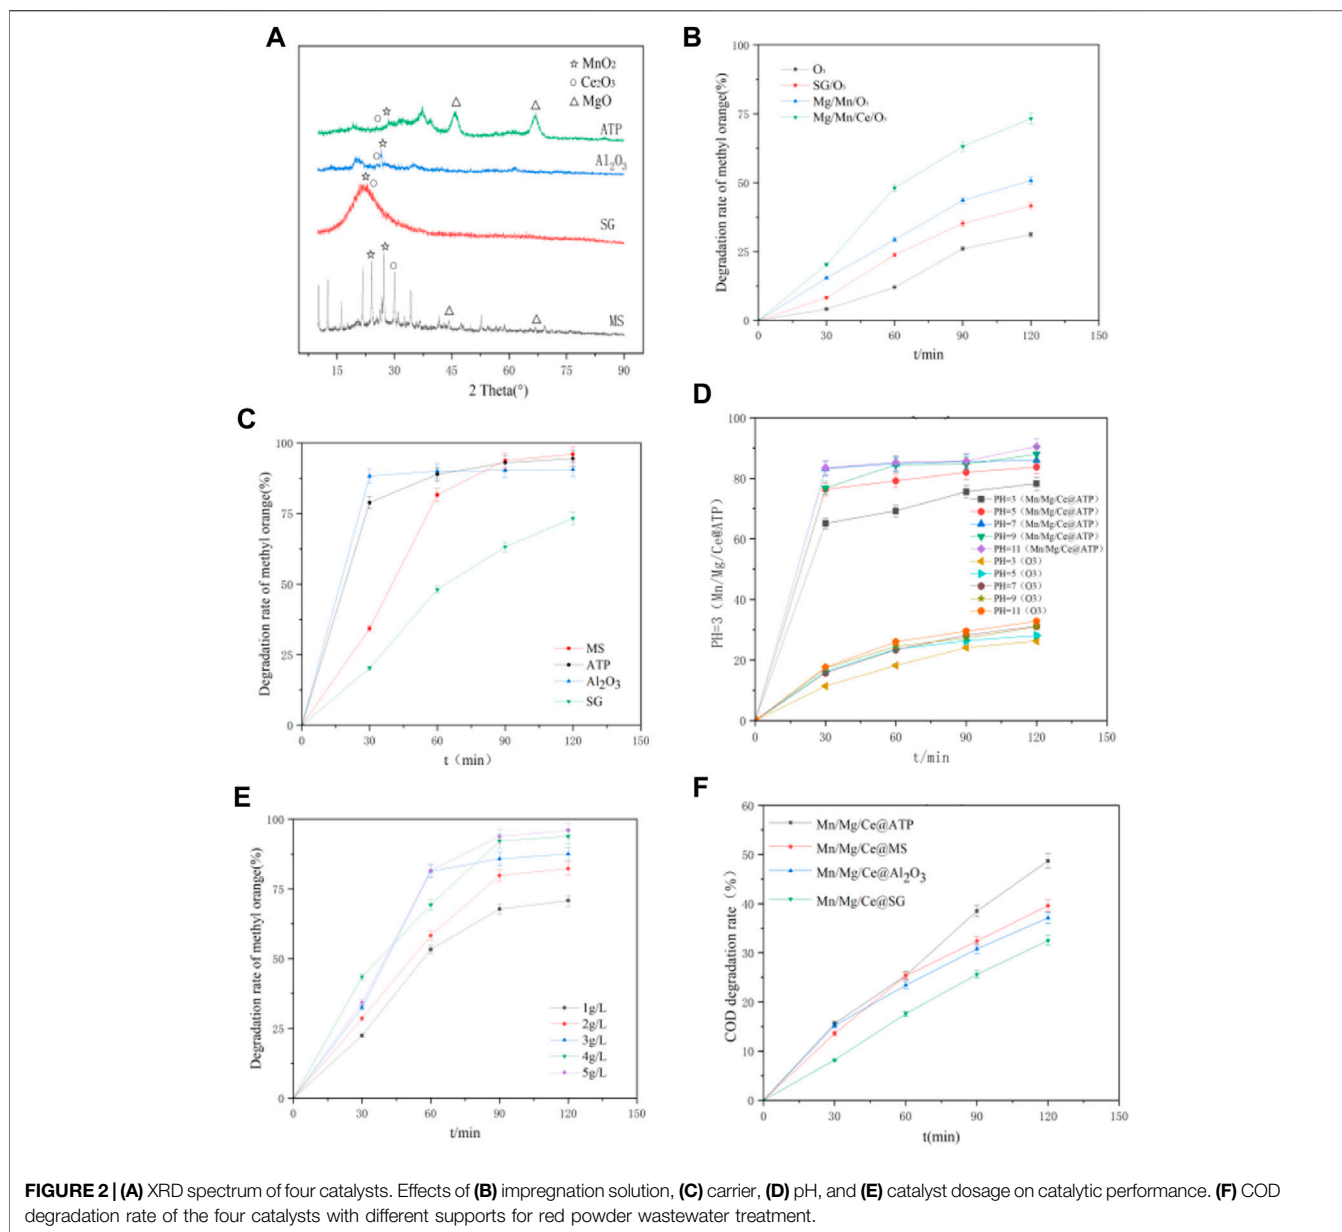 A
☆ MnO₂
○ Ce₂O₃
△ MgO
ATP
Al₂O₃
SG
MS
15 30 45 60 75 90
2 Theta(°)
B
Degradation rate of methyl orange(%)
100
75
50
25
0
O₃
SG/O₃
Mg/Mn/O₃
Mg/Mn/Ce/O₃
0 30 60 90 120 150
t/min
C
Degradation rate of methyl orange(%)
100
75
50
25
0
MS
ATP
Al₂O₃
SG
0 30 60 90 120 150
t（min）
D
PH=3（Mn/Mg/Ce@ATP）
100
80
60
40
20
0
PH=3（Mn/Mg/Ce@ATP）
PH=5（Mn/Mg/Ce@ATP）
PH=7（Mn/Mg/Ce@ATP）
PH=9（Mn/Mg/Ce@ATP）
PH=11（Mn/Mg/Ce@ATP）
PH=3（O3）
PH=5（O3）
PH=7（O3）
PH=9（O3）
PH=11（O3）
0 30 60 90 120 150
t/min
E
Degradation rate of methyl orange(%)
100
75
50
25
0
1g/L
2g/L
3g/L
4g/L
5g/L
0 30 60 90 120 150
t/min
F
COD degradation rate（%）
60
50
40
30
20
10
0
Mn/Mg/Ce@ATP
Mn/Mg/Ce@MS
Mn/Mg/Ce@Al₂O₃
Mn/Mg/Ce@SG
0 30 60 90 120 150
t(min)
FIGURE 2 | (A) XRD spectrum of four catalysts. Effects of (B) impregnation solution, (C) carrier, (D) pH, and (E) catalyst dosage on catalytic performance. (F) COD
degradation rate of the four catalysts with different supports for red powder wastewater treatment.